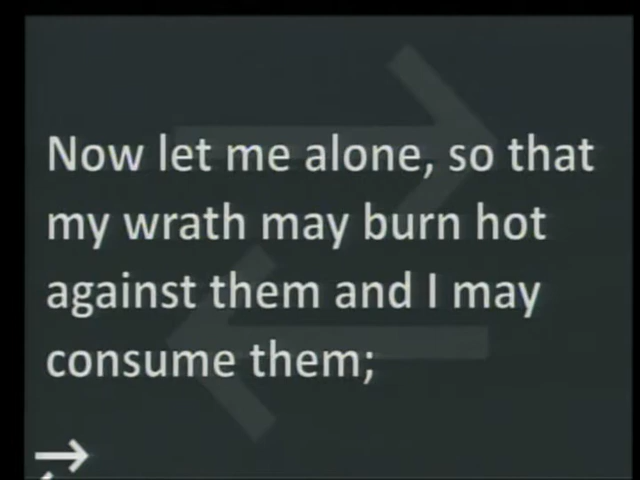 Now let me alone, so that
my wrath may burn hot
against them and I may
consume them;